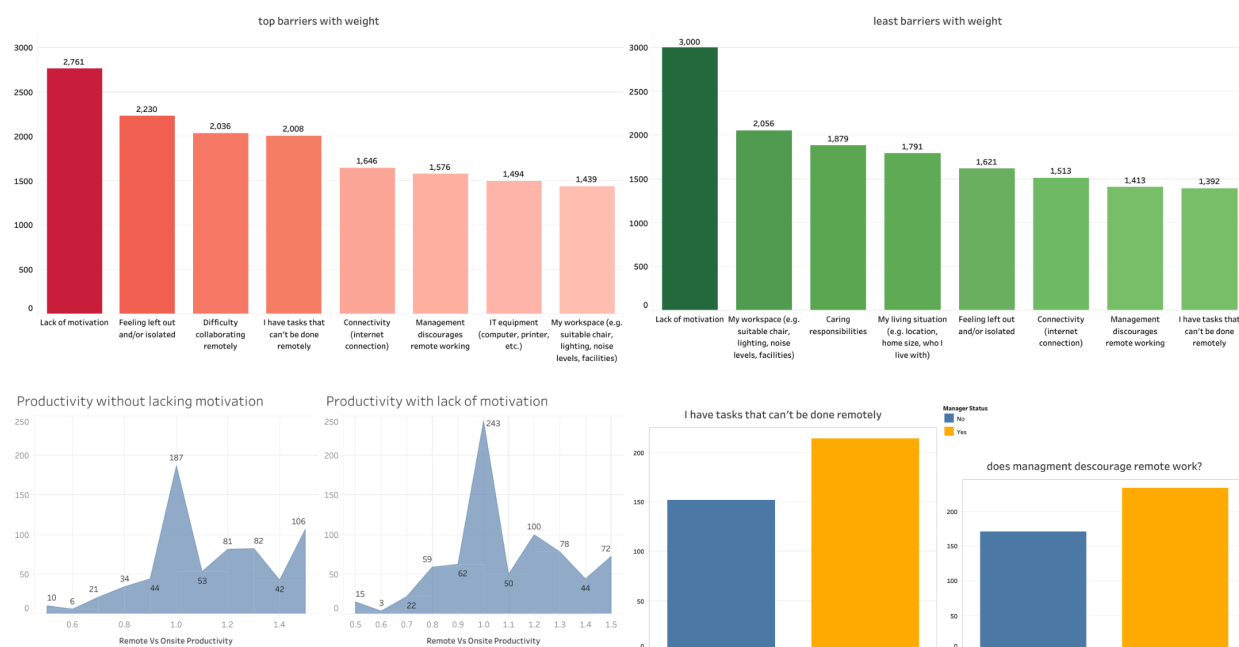 top barriers with weight
3000
2500
2000
1500
1000
500
0
2,761
2,230
2,036
2,008
1,646
1,576
1,494
1,439
Lack of motivation
Feeling left out
and/or isolated
Difficulty
collaborating
remotely
I have tasks that
can't be done
remotely
Connectivity
(internet
connection)
Management
discourages
remote working
IT equipment
(computer, printer,
etc.)
My workspace (e.g.
suitable chair,
lighting, noise
levels, facilities)
least barriers with weight
3000
2500
2000
1500
1000
500
0
3,000
2,056
1,879
1,791
1,621
1,513
1,413
1,392
Lack of motivation
My workspace (e.g.
suitable chair,
lighting, noise
levels, facilities)
Caring
responsibilities
My living situation
(e.g. location,
home size, who I
live with)
Feeling left out
and/or isolated
Connectivity
(internet
connection)
Management
discourages
remote working
I have tasks that
can't be done
remotely
Productivity without lacking motivation
250
200
150
100
50
0
10
6
21
34
44
187
53
81
82
42
106
0.6
0.8
1.0
1.2
1.4
Remote Vs Onsite Productivity
Productivity with lack of motivation
250
200
150
100
50
0
15
3
22
59
62
243
50
100
78
44
72
0.5
0.6
0.7
0.8
0.9
1.0
1.1
1.2
1.3
1.4
1.5
Remote Vs Onsite Productivity
I have tasks that can't be done remotely
200
150
100
50
0
Manager Status
No
Yes
does managment descourage remote work?
200
150
100
50
0